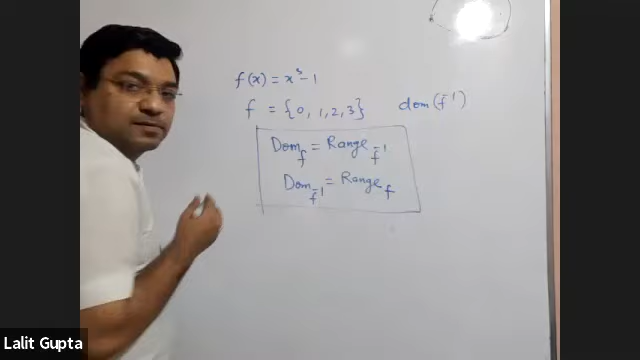 f(x) = x³ - 1
f = {0, 1, 2, 3} dom(f⁻¹)
Dom_f = Range_f⁻¹
Dom_f⁻¹ = Range_f
Lalit Gupta